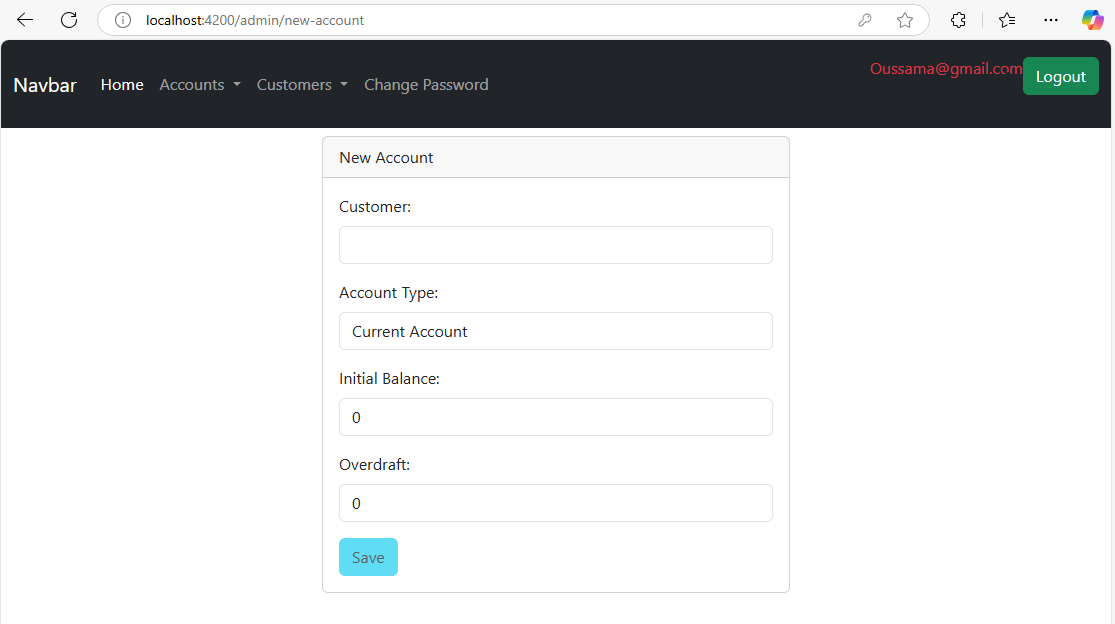 localhost:4200/admin/new-account
Navbar Home Accounts Customers Change Password Oussama@gmail.com Logout
New Account
Customer:
Account Type:
Current Account
Initial Balance:
0
Overdraft:
0
Save